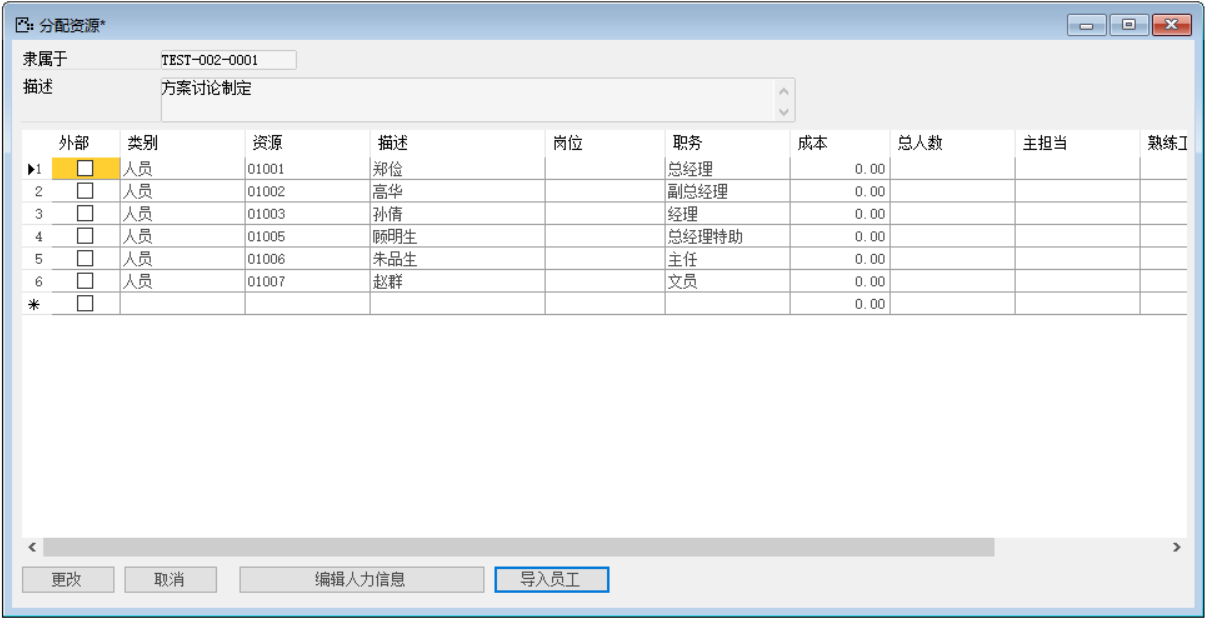 分配资源*
隶属于 TEST-002-0001
描述 方案讨论制定
外部 类别 资源 描述 岗位 职务 成本 总人数 主担当 熟练工
1 人员 01001 郑俭 总经理 0.00
2 人员 01002 高华 副总经理 0.00
3 人员 01003 孙倩 经理 0.00
4 人员 01005 顾明生 总经理特助 0.00
5 人员 01006 朱品生 主任 0.00
6 人员 01007 赵群 文员 0.00
* 0.00
更改 取消 编辑人力信息 导入员工